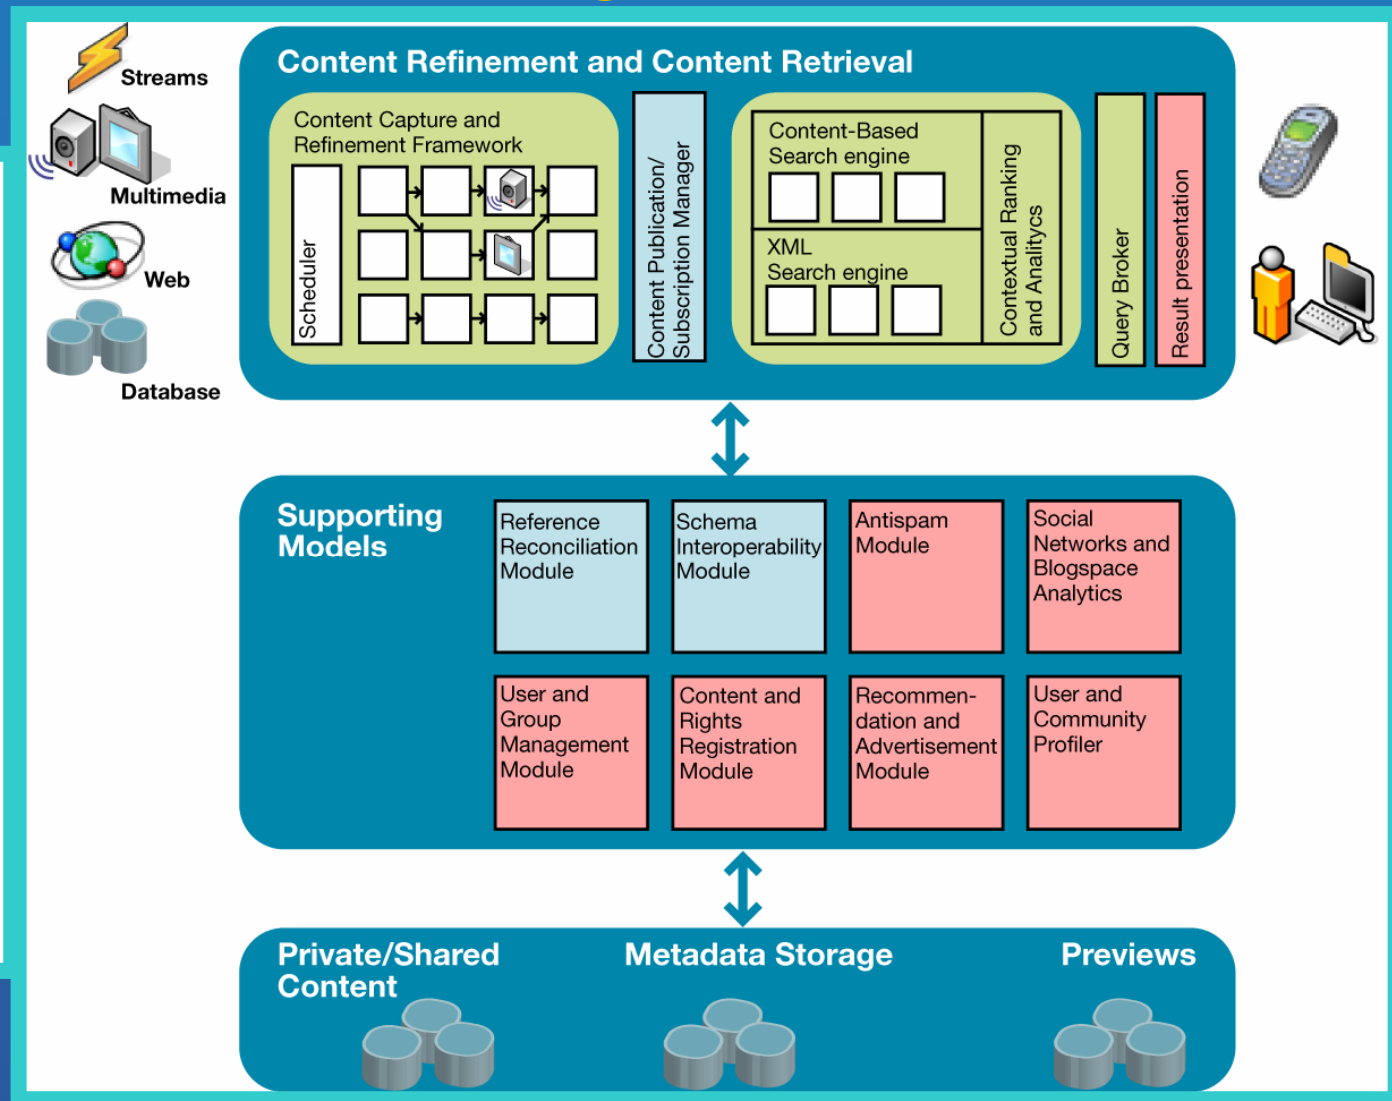 Streams
Multimedia
Web
Database
Content Refinement and Content Retrieval
Content Capture and
Refinement Framework
Scheduler
Content Publication/
Subscription Manager
Content-Based
Search engine
XML
Search engine
Contextual Ranking
and Analitycs
Query Broker
Result presentation
Supporting
Models
Reference
Reconciliation
Module
Schema
Interoperability
Module
Antispam
Module
Social
Networks and
Blogspace
Analytics
User and
Group
Management
Module
Content and
Rights
Registration
Module
Recommen-
dation and
Advertisement
Module
User and
Community
Profiler
Private/Shared
Content
Metadata Storage
Previews